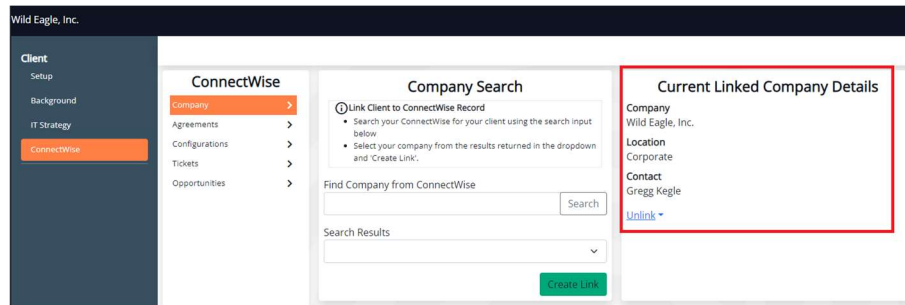 Wild Eagle, Inc.
Client
Setup
Background
IT Strategy
ConnectWise
ConnectWise
Company
Agreements
Configurations
Tickets
Opportunities
Company Search
Link Client to ConnectWise Record
Search your ConnectWise for your client using the search input
below
Select your company from the results returned in the dropdown
and 'Create Link'.
Find Company from ConnectWise
Search
Search Results
Create Link
Current Linked Company Details
Company
Wild Eagle, Inc.
Location
Corporate
Contact
Gregg Kegle
Unlink